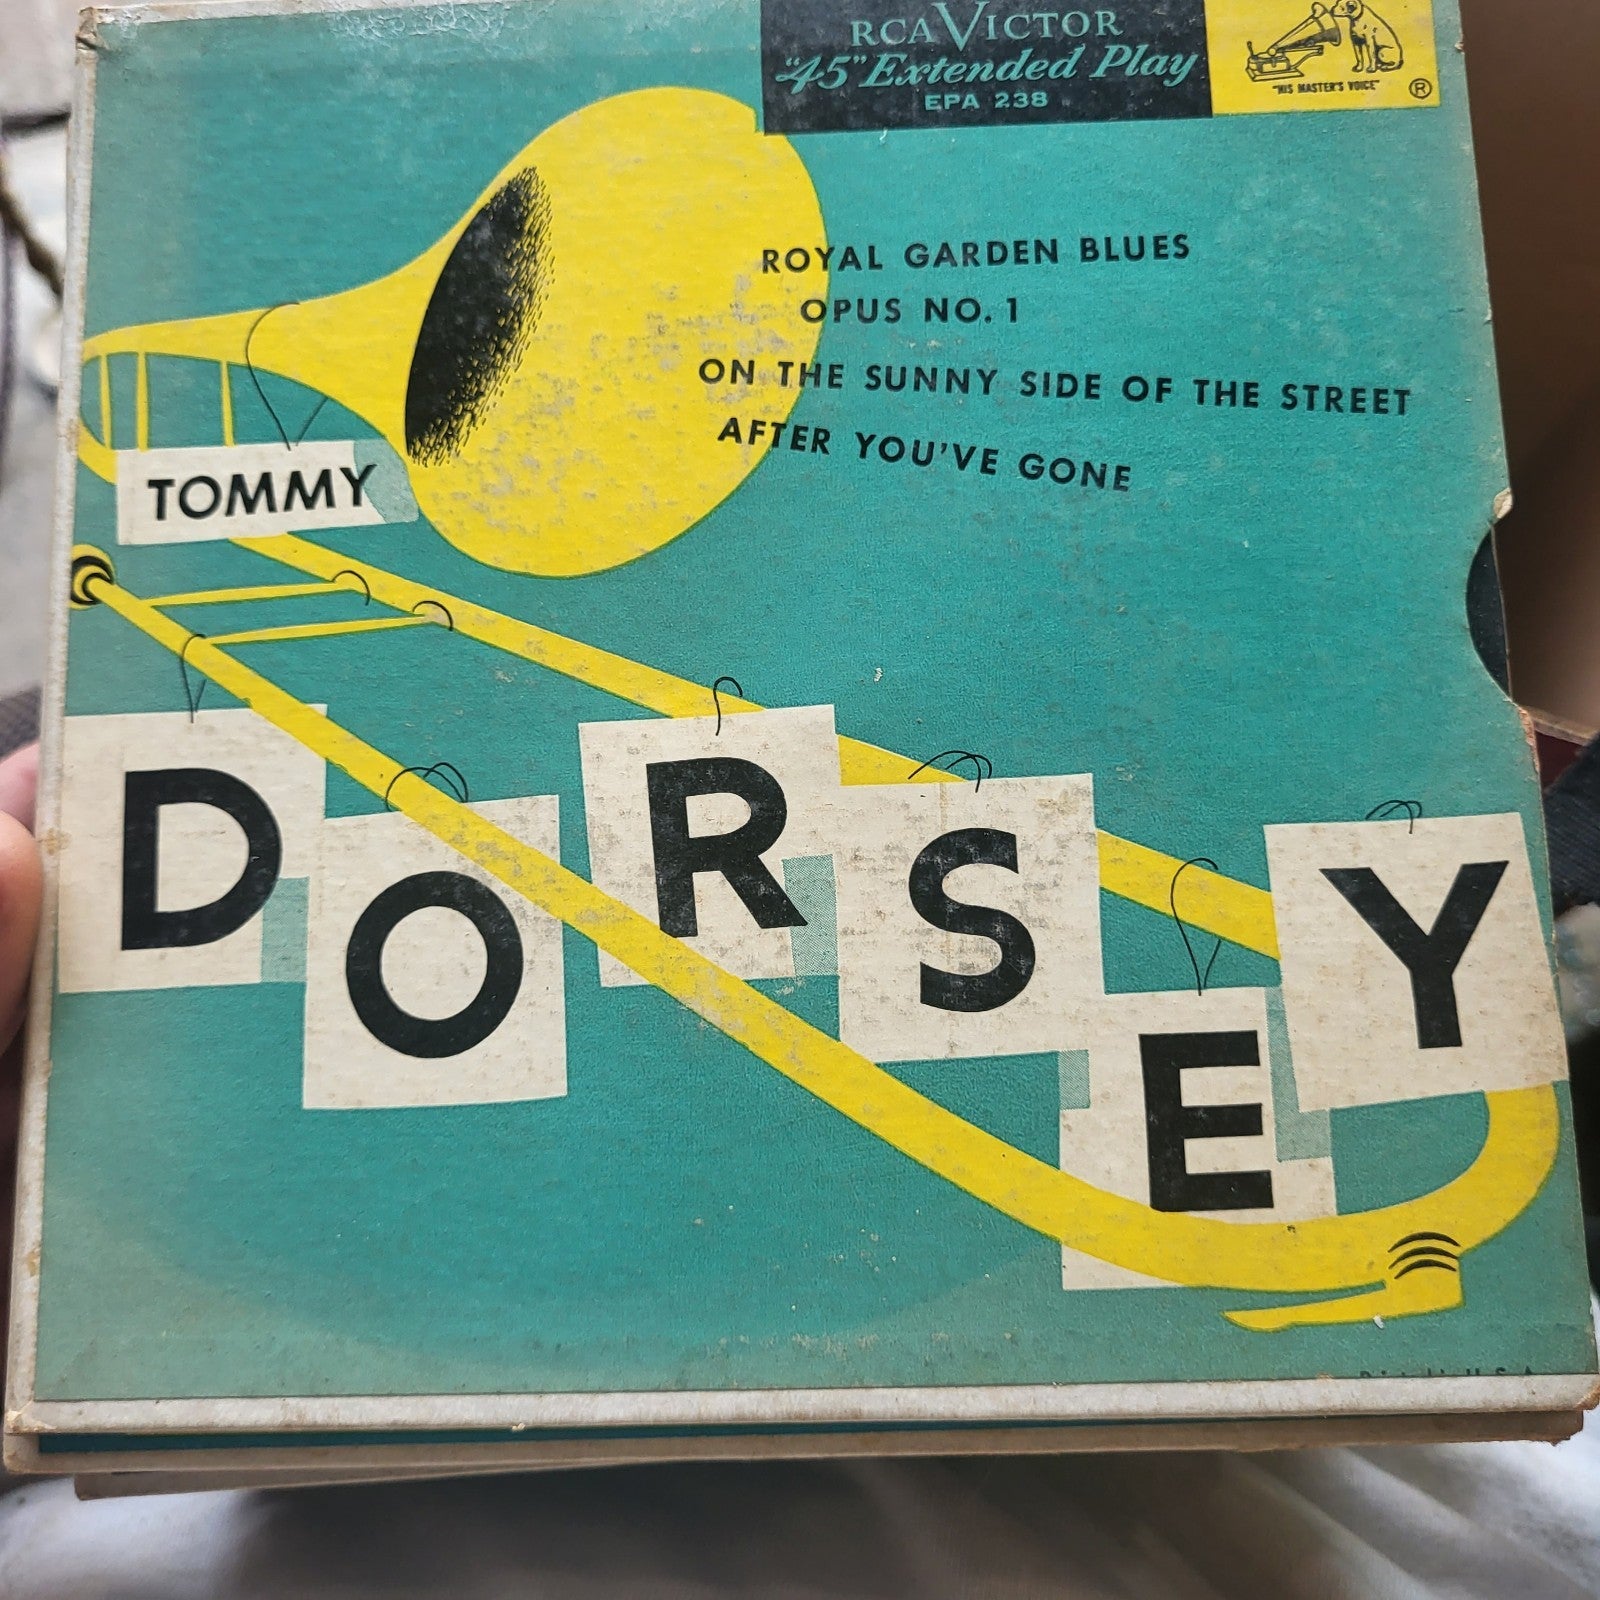 RCA VICTOR
"45" Extended Play
EPA 238
"HIS MASTER'S VOICE"
®
ROYAL GARDEN BLUES
OPUS NO. 1
ON THE SUNNY SIDE OF THE STREET
AFTER YOU'VE GONE
TOMMY
DORSEY